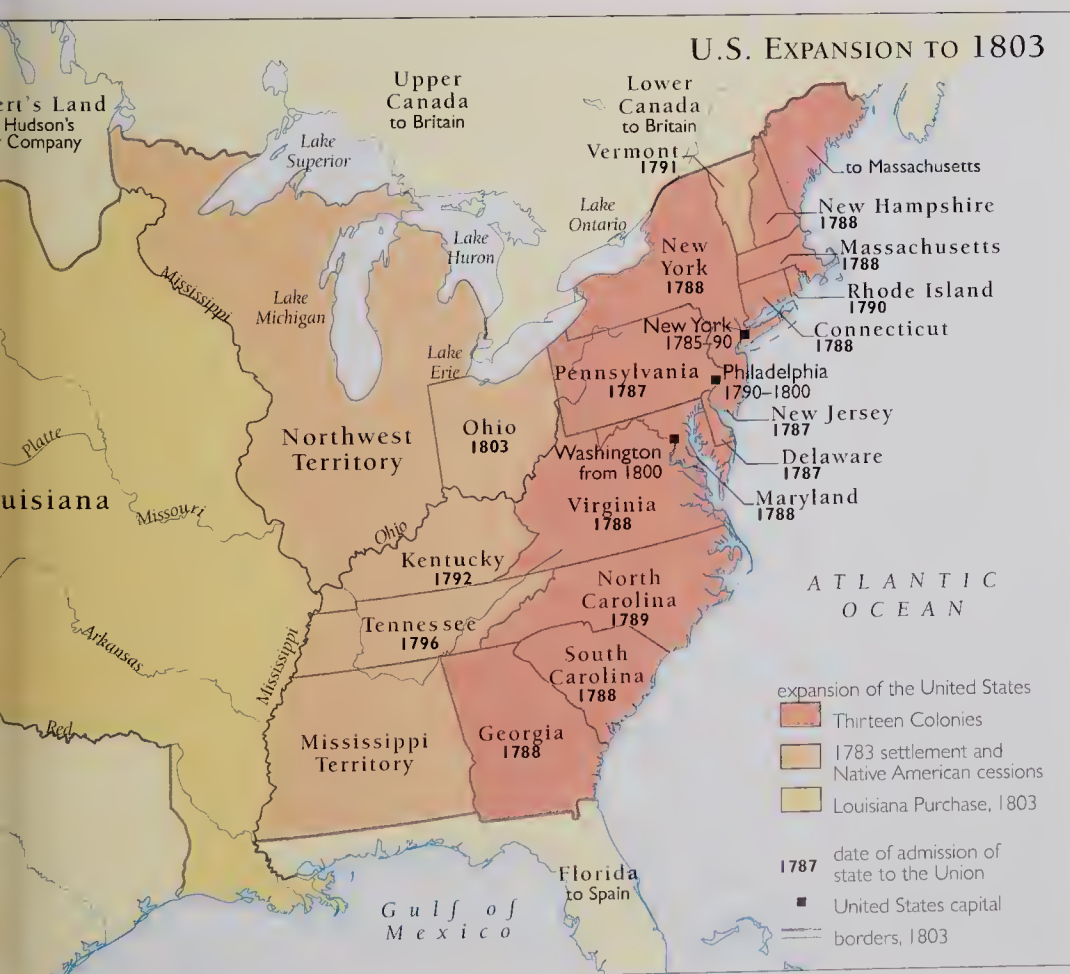 U.S. EXPANSION TO 1803
Upper
Canada
to Britain
Lower
Canada
to Britain
ert's Land
Hudson's
Company
Lake
Superior
Vermont
1791
to Massachusetts
New Hampshire
1788
Lake
Ontario
Lake
Huron
New
York
1788
Massachusetts
1788
Mississippi
Lake
Michigan
Rhode Island
1790
New York
1785–90
Connecticut
1788
Lake
Erie
Pennsylvania
1787
Philadelphia
1790–1800
New Jersey
1787
Northwest
Territory
Ohio
1803
Platte
Washington
from 1800
Delaware
1787
uisiana
Missouri
Virginia
1788
Maryland
1788
Ohio
Kentucky
1792
North
Carolina
1789
ATLANTIC
OCEAN
Tennessee
1796
Arkansas
Mississippi
South
Carolina
1788
Red
Mississippi
Territory
Georgia
1788
Florida
to Spain
Gulf of
Mexico
expansion of the United States
Thirteen Colonies
1783 settlement and
Native American cessions
Louisiana Purchase, 1803
1787 date of admission of
state to the Union
United States capital
borders, 1803